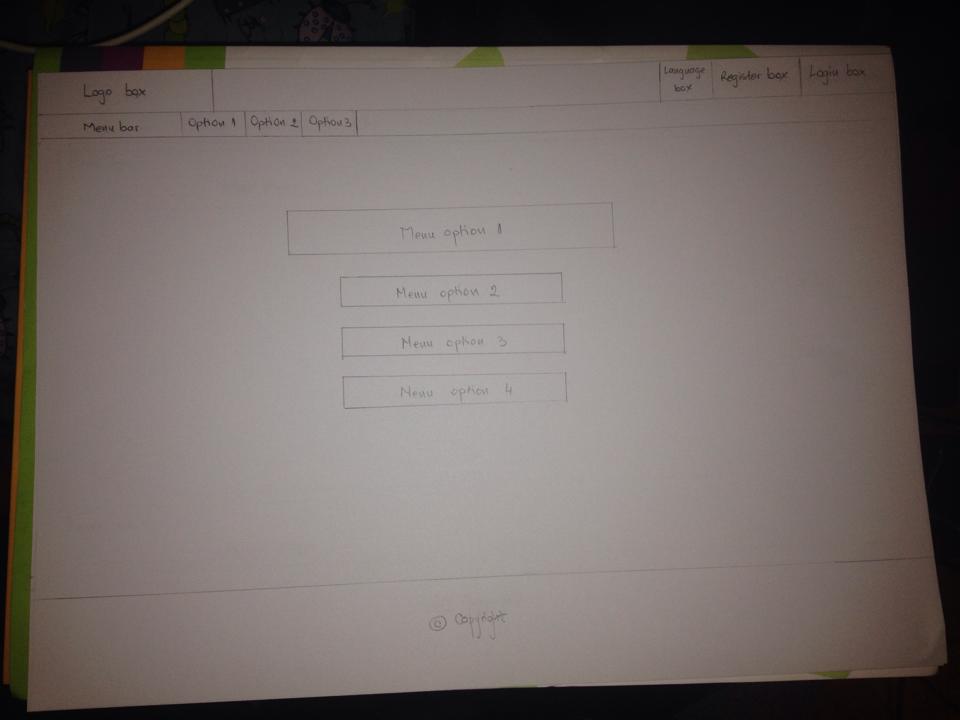 Logo box
Language box
Register box
Login box
Menu bar
Option 1
Option 2
Option 3
Menu option 1
Menu option 2
Menu option 3
Menu option 4
© Copyright